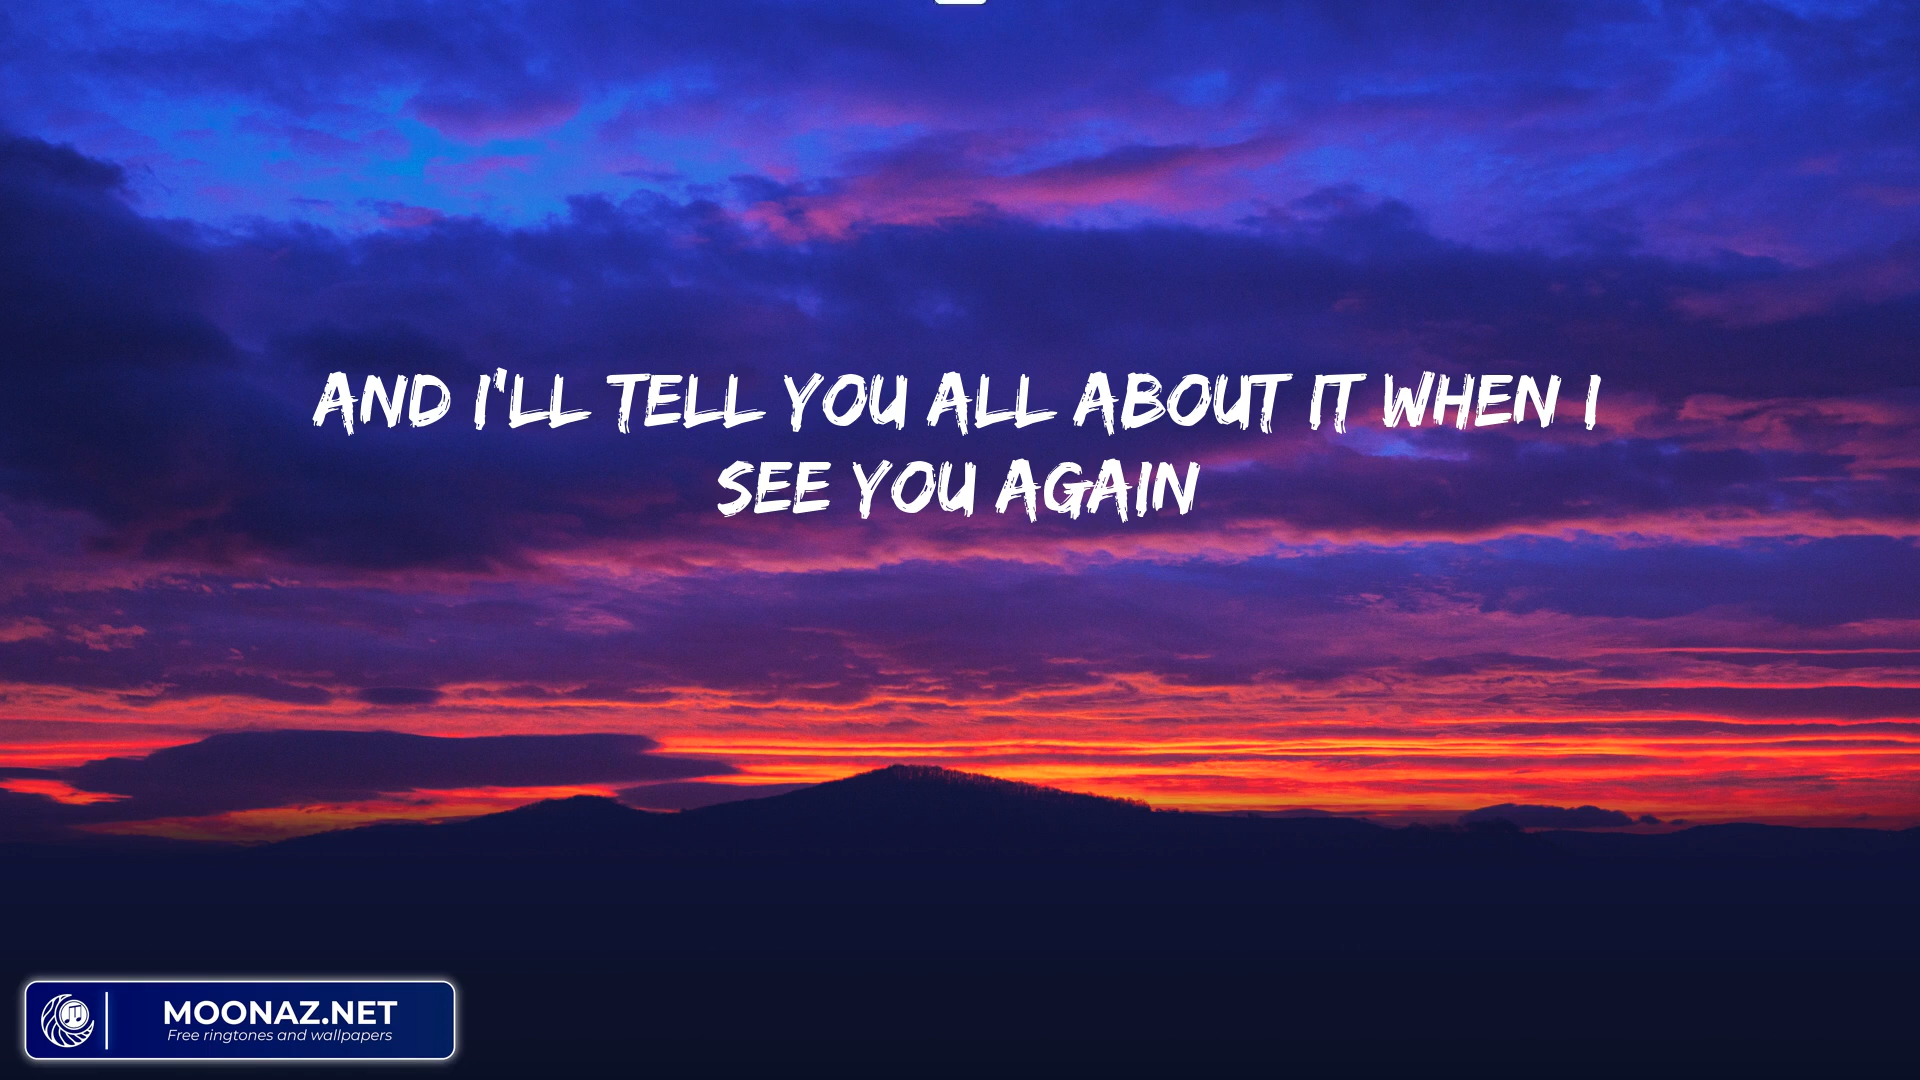 AND I'LL TELL YOU ALL ABOUT IT WHEN I
SEE YOU AGAIN
MOONAZ.NET
Free ringtones and wallpapers